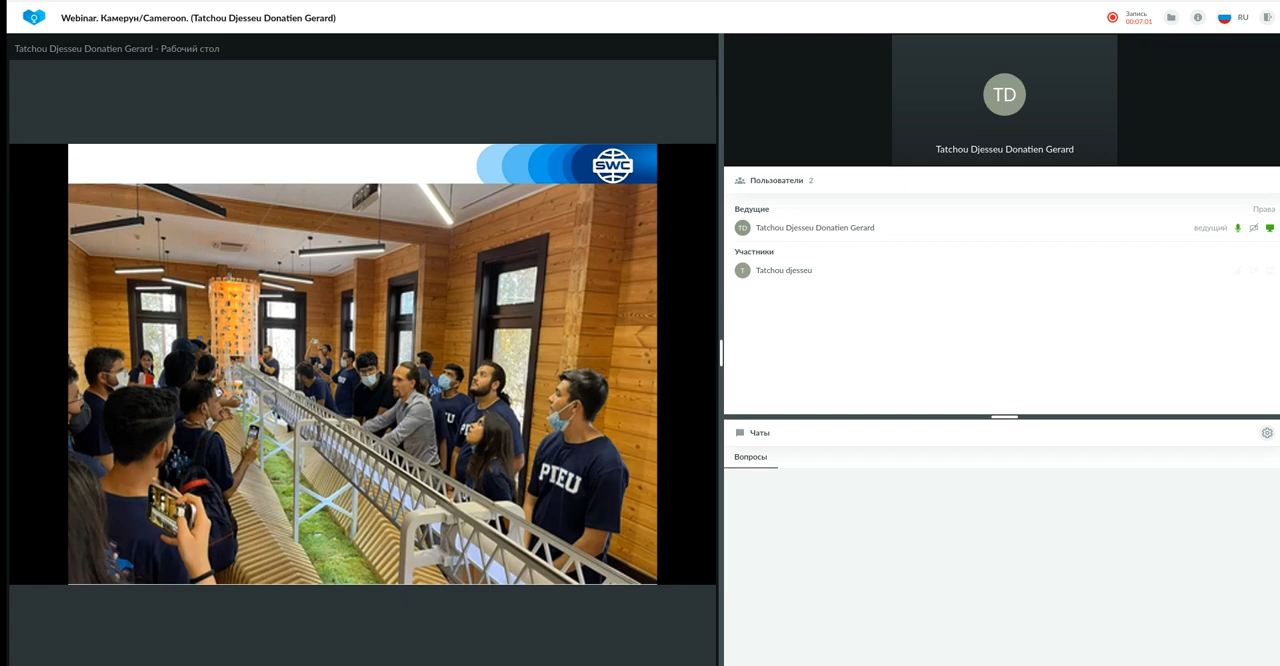 Webinar. Камерун/Cameroon. (Tatchou Djesseu Donatien Gerard)
Запись
00:07:01
RU
Tatchou Djesseu Donatien Gerard - Рабочий стол
SWC
PIEU
TD
Tatchou Djesseu Donatien Gerard
Пользователи 2
Ведущие Права
TD Tatchou Djesseu Donatien Gerard ведущий
Участники
T Tatchou djesseu
Чаты
Вопросы